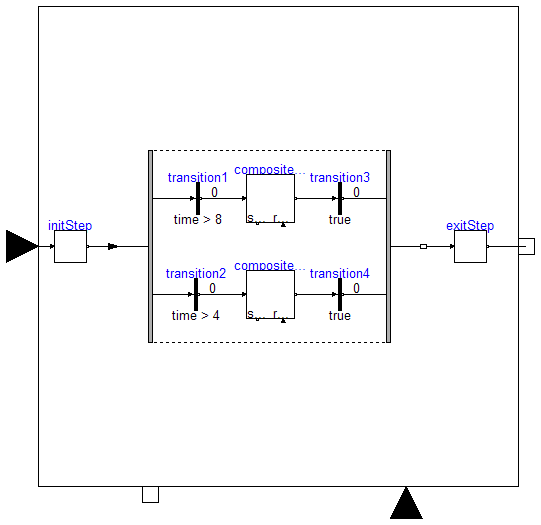 composite...
transition1
transition3
0
0
s... r...
time > 8
true
initStep
exitStep
composite...
transition2
transition4
0
0
s... r...
time > 4
true